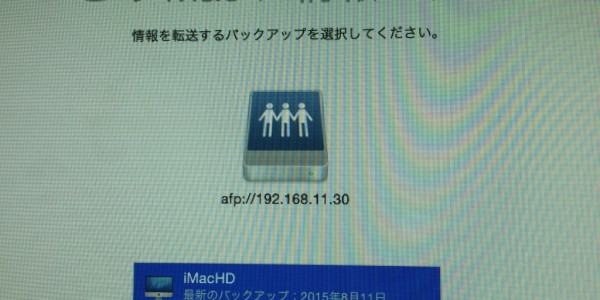 情報を転送するバックアップを選択してください。
afp://192.168.11.30
iMacHD
最新のバックアップ：2015年8月11日